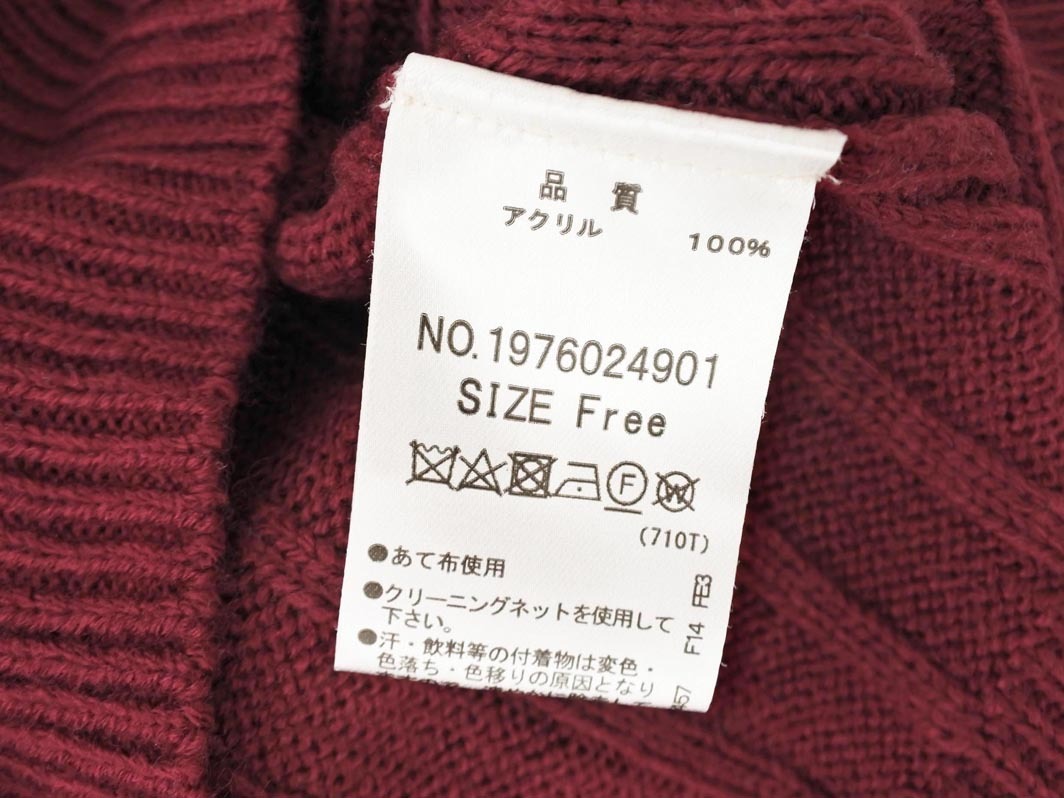 品 質
アクリル 100%
NO.1976024901
SIZE Free
F
W
(710T)
●あて布使用
●クリーニングネットを使用して
下さい。
●汗・飲料等の付着物は変色・
色落ち・色移りの原因となり
F14 FE3